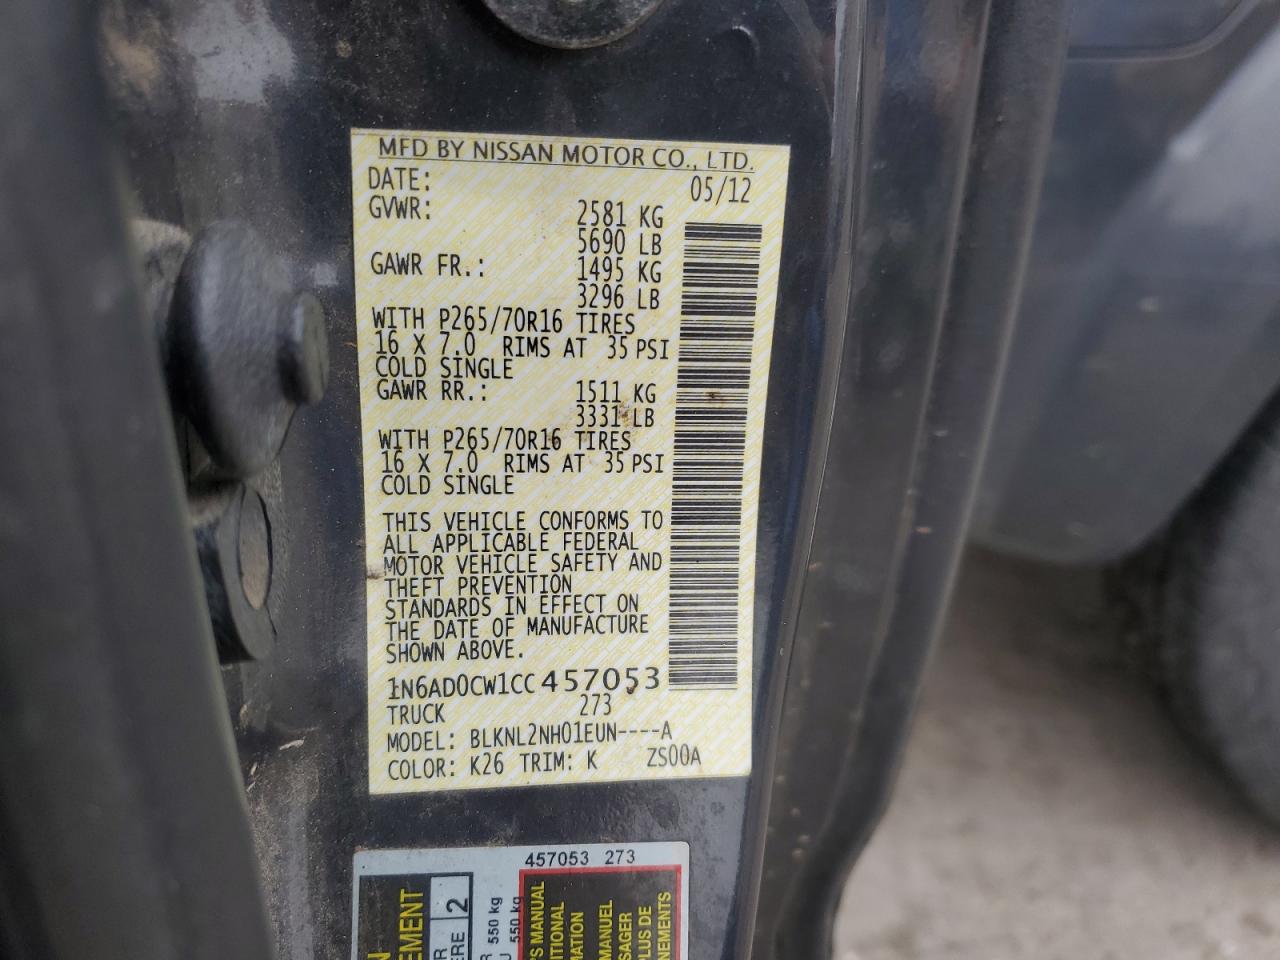 MFD BY NISSAN MOTOR CO., LTD.
DATE: 05/12
GVWR: 2581 KG
5690 LB
GAWR FR.: 1495 KG
3296 LB
WITH P265/70R16 TIRES
16 X 7.0 RIMS AT 35 PSI
COLD SINGLE
GAWR RR.: 1511 KG
3331 LB
WITH P265/70R16 TIRES
16 X 7.0 RIMS AT 35 PSI
COLD SINGLE
THIS VEHICLE CONFORMS TO
ALL APPLICABLE FEDERAL
MOTOR VEHICLE SAFETY AND
THEFT PREVENTION
STANDARDS IN EFFECT ON
THE DATE OF MANUFACTURE
SHOWN ABOVE.
1N6AD0CW1CC457053
TRUCK 273
MODEL: BLKNL2NH01EUN----A
COLOR: K26 TRIM: K ZS00A
457053 273
2
550 kg
550 kg
MANUAL
MANUEL
PLUS DE